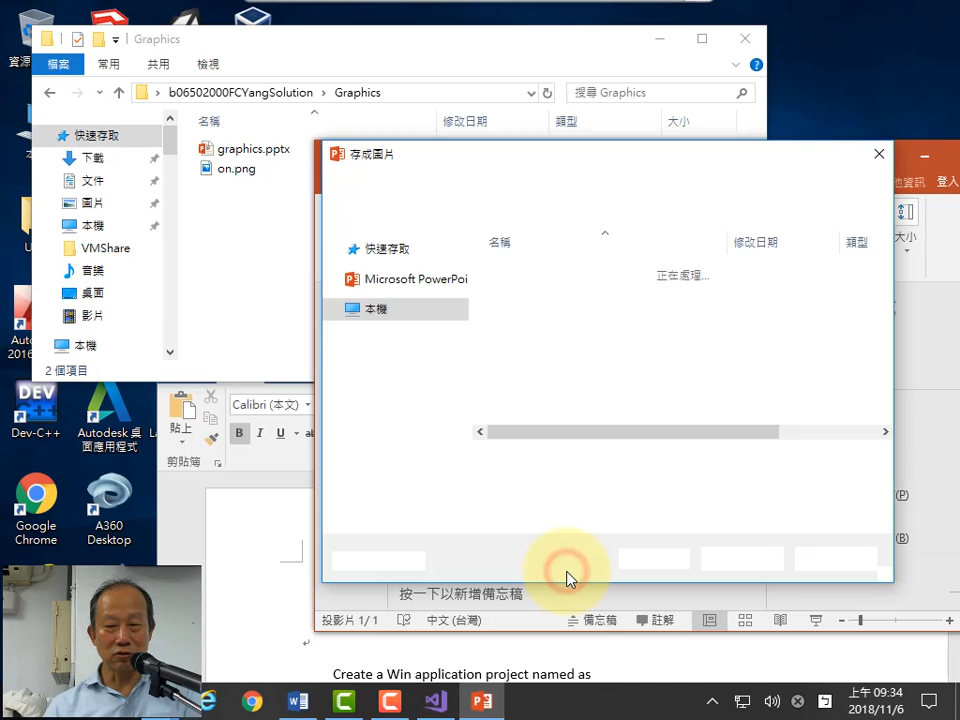 Graphics
檔案 常用 共用 檢視
b06502000FCYangSolution Graphics
搜尋 Graphics
名稱 修改日期 類型 大小
快速存取
下載
文件
圖片
本機
VMShare
音樂
桌面
影片
本機
graphics.pptx
on.png
2 個項目
存成圖片
登入
大小
名稱 修改日期 類型
快速存取
Microsoft PowerPoi
本機
正在處理...
(P)
(B)
按一下以新增備忘稿
投影片 1/1 中文 (台灣) 備忘稿 註解
貼上
剪貼簿
Calibri (本文)
B I U
Create a Win application project named as
DEV
C++
Dev-C++
Autodesk 桌
面應用程式
Google
Chrome
A360
Desktop
上午 09:34
2018/11/6